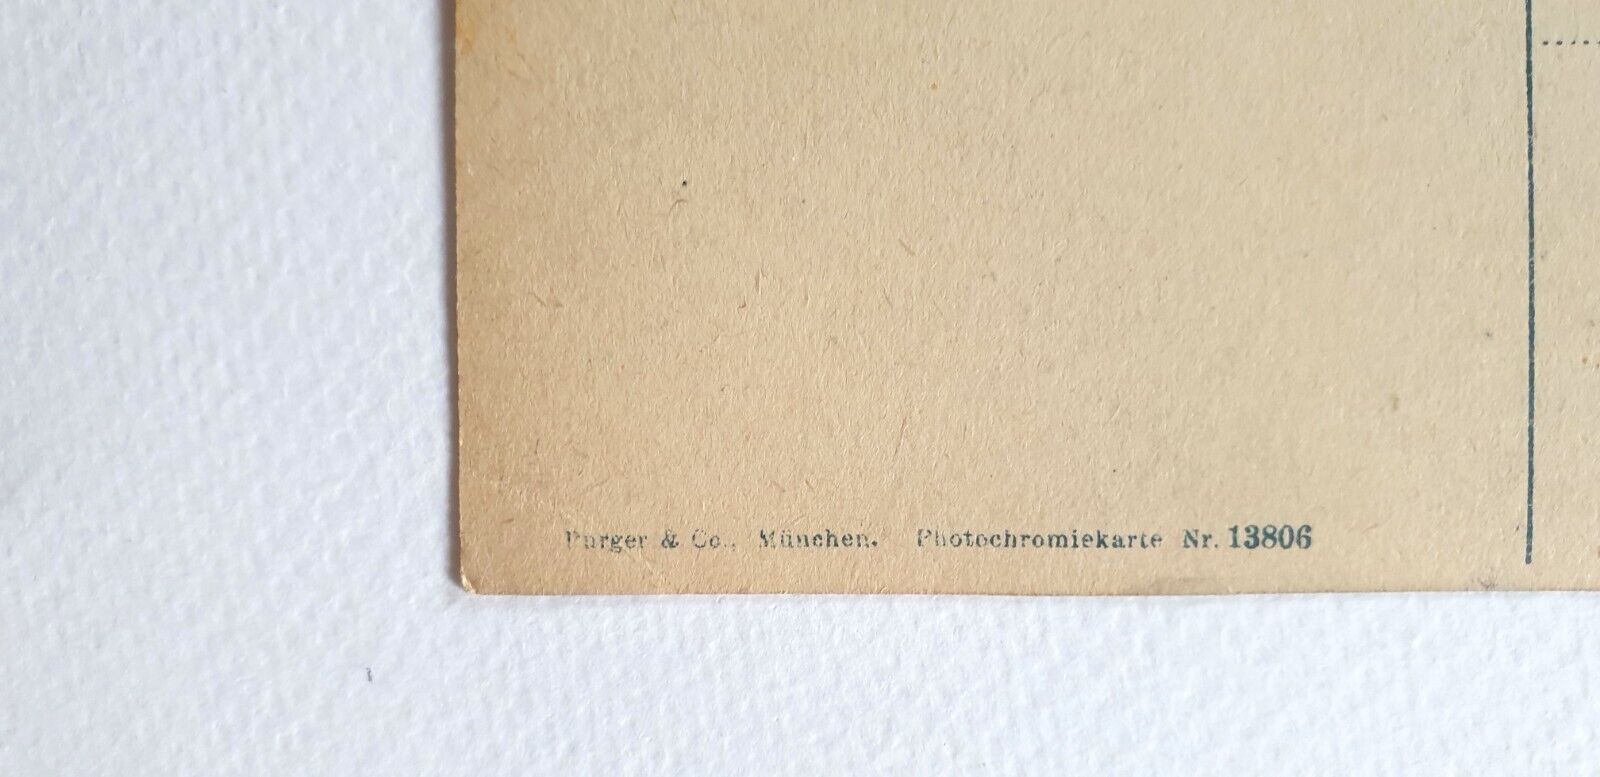 Purger & Co., München. Photochromiekarte Nr. 13806